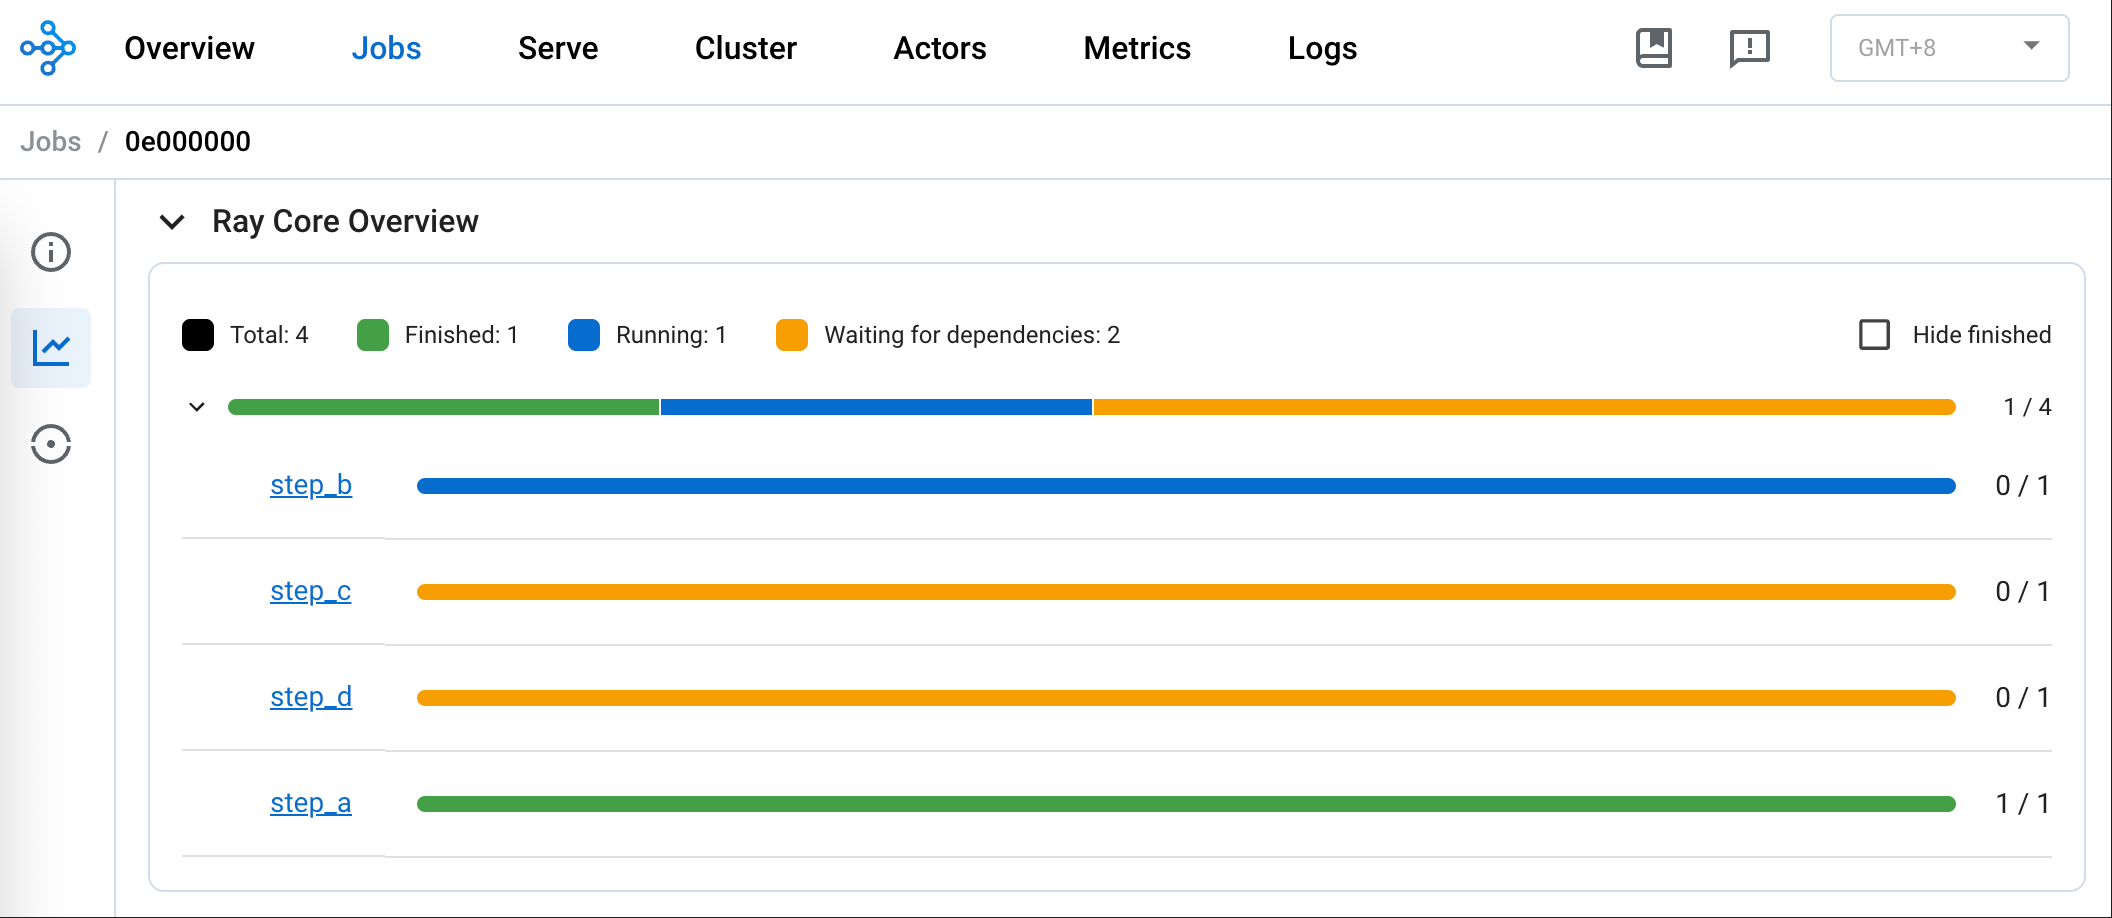 Overview Jobs Serve Cluster Actors Metrics Logs GMT+8
Jobs / 0e000000
Ray Core Overview
Total: 4 Finished: 1 Running: 1 Waiting for dependencies: 2 Hide finished
1 / 4
step_b 0 / 1
step_c 0 / 1
step_d 0 / 1
step_a 1 / 1